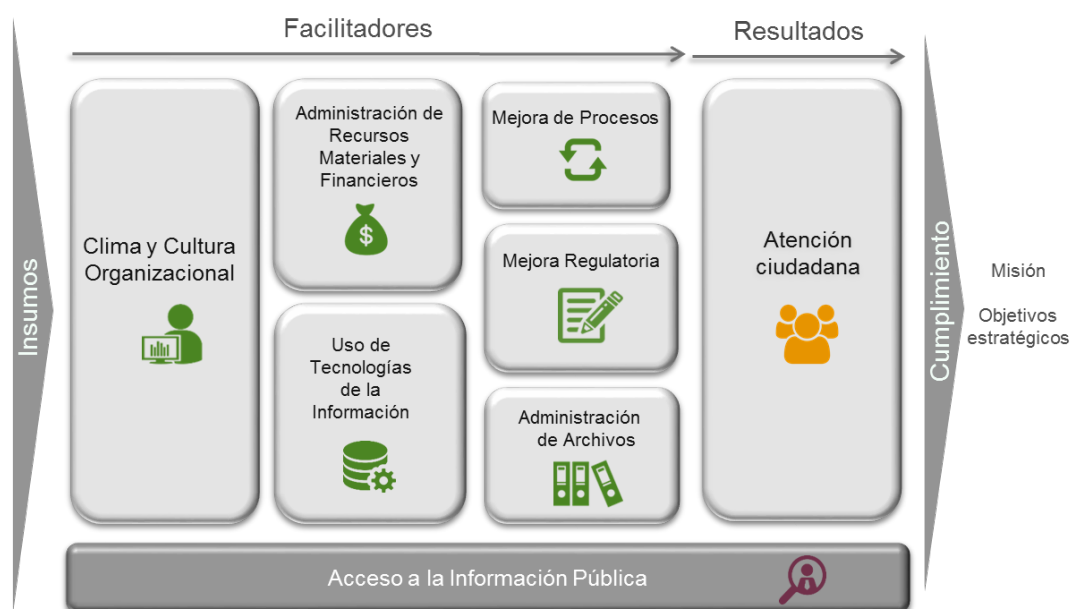 Facilitadores
Resultados
Insumos
Clima y Cultura
Organizacional
Administración de
Recursos
Materiales y
Financieros
$
Uso de
Tecnologías
de la
Información
Mejora de Procesos
Mejora Regulatoria
Administración
de Archivos
Atención
ciudadana
Cumplimiento
Misión
Objetivos
estratégicos
Acceso a la Información Pública